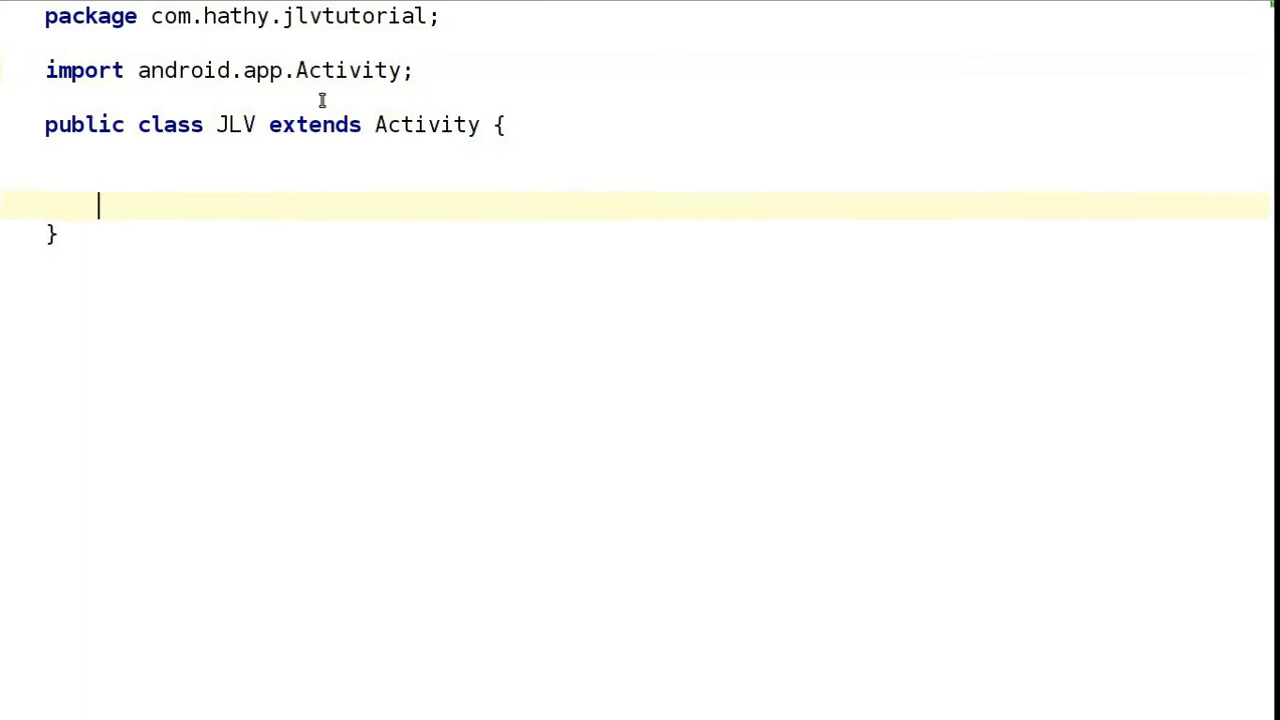 package com.hathy.jlvtutorial;
import android.app.Activity;
public class JLV extends Activity {
}